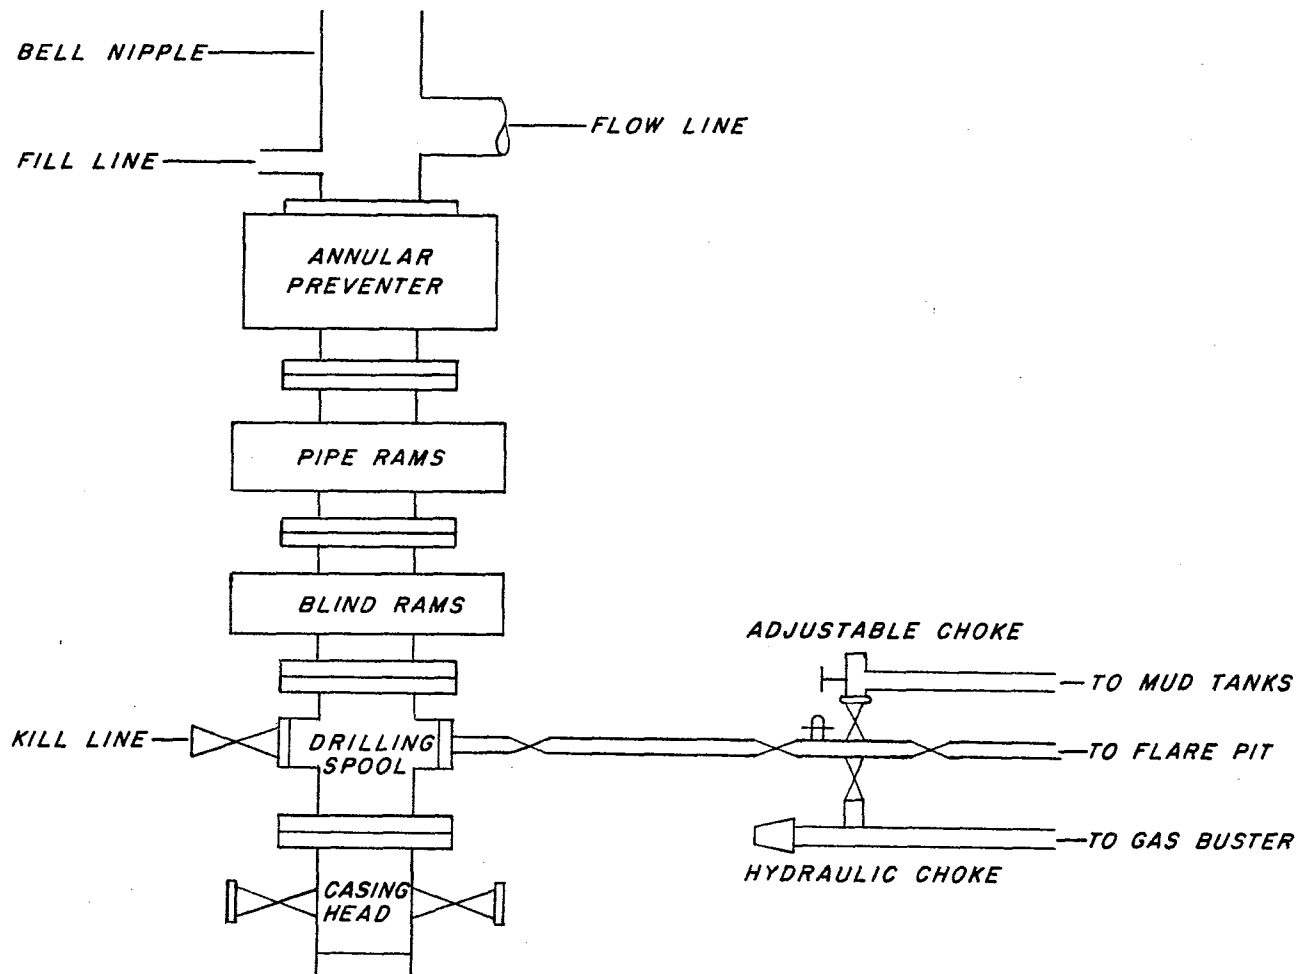 BELL NIPPLE
FLOW LINE
FILL LINE
ANNULAR
PREVENTER
PIPE RAMS
BLIND RAMS
ADJUSTABLE CHOKE
TO MUD TANKS
KILL LINE
DRILLING
SPOOL
TO FLARE PIT
TO GAS BUSTER
HYDRAULIC CHOKE
CASING
HEAD